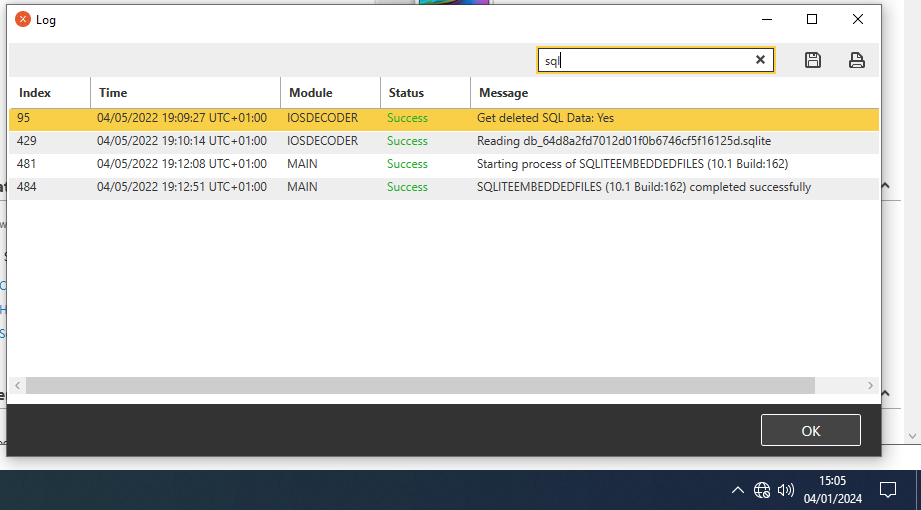 Log
sql
Index Time Module Status Message
95 04/05/2022 19:09:27 UTC+01:00 IOSDECODER Success Get deleted SQL Data: Yes
429 04/05/2022 19:10:14 UTC+01:00 IOSDECODER Success Reading db_64d8a2fd7012d01f0b6746cf5f16125d.sqlite
481 04/05/2022 19:12:08 UTC+01:00 MAIN Success Starting process of SQLITEEMBEDDEDFILES (10.1 Build:162)
484 04/05/2022 19:12:51 UTC+01:00 MAIN Success SQLITEEMBEDDEDFILES (10.1 Build:162) completed successfully
OK
15:05
04/01/2024